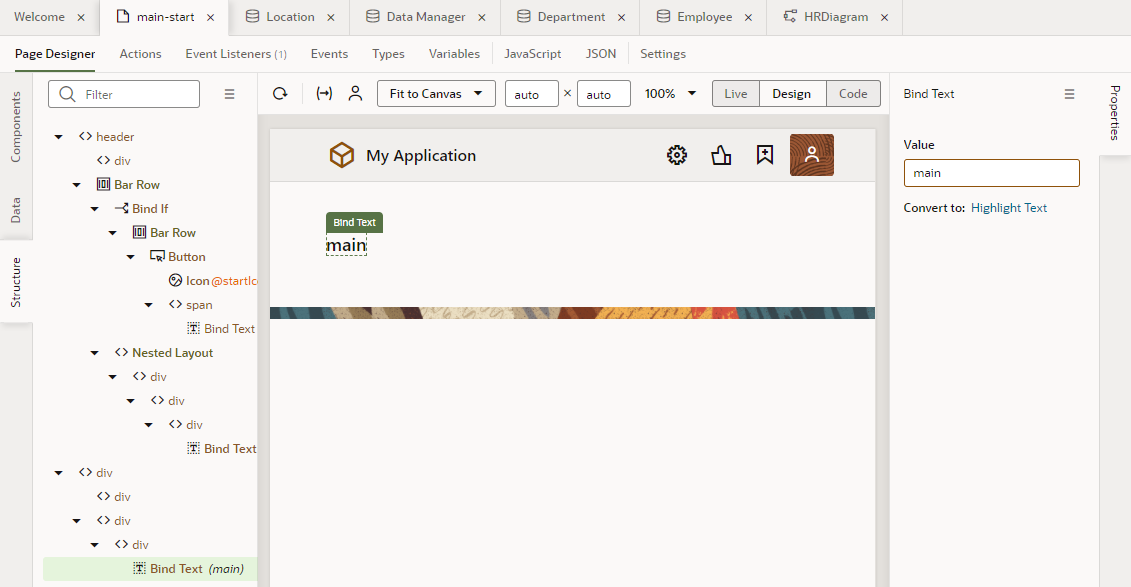 Welcome × main-start × Location × Data Manager × Department × Employee × HRDiagram ×
Page Designer Actions Event Listeners (1) Events Types Variables JavaScript JSON Settings
Components
Data
Structure
Filter
<> header
<> div
Bar Row
Bind If
Bar Row
Button
Icon @startIc
<> span
Bind Text
<> Nested Layout
<> div
<> div
<> div
Bind Text
<> div
<> div
<> div
<> div
Bind Text (main)
Fit to Canvas auto × auto 100% Live Design Code
My Application
Bind Text
main
Bind Text
Value
main
Convert to: Highlight Text
Properties